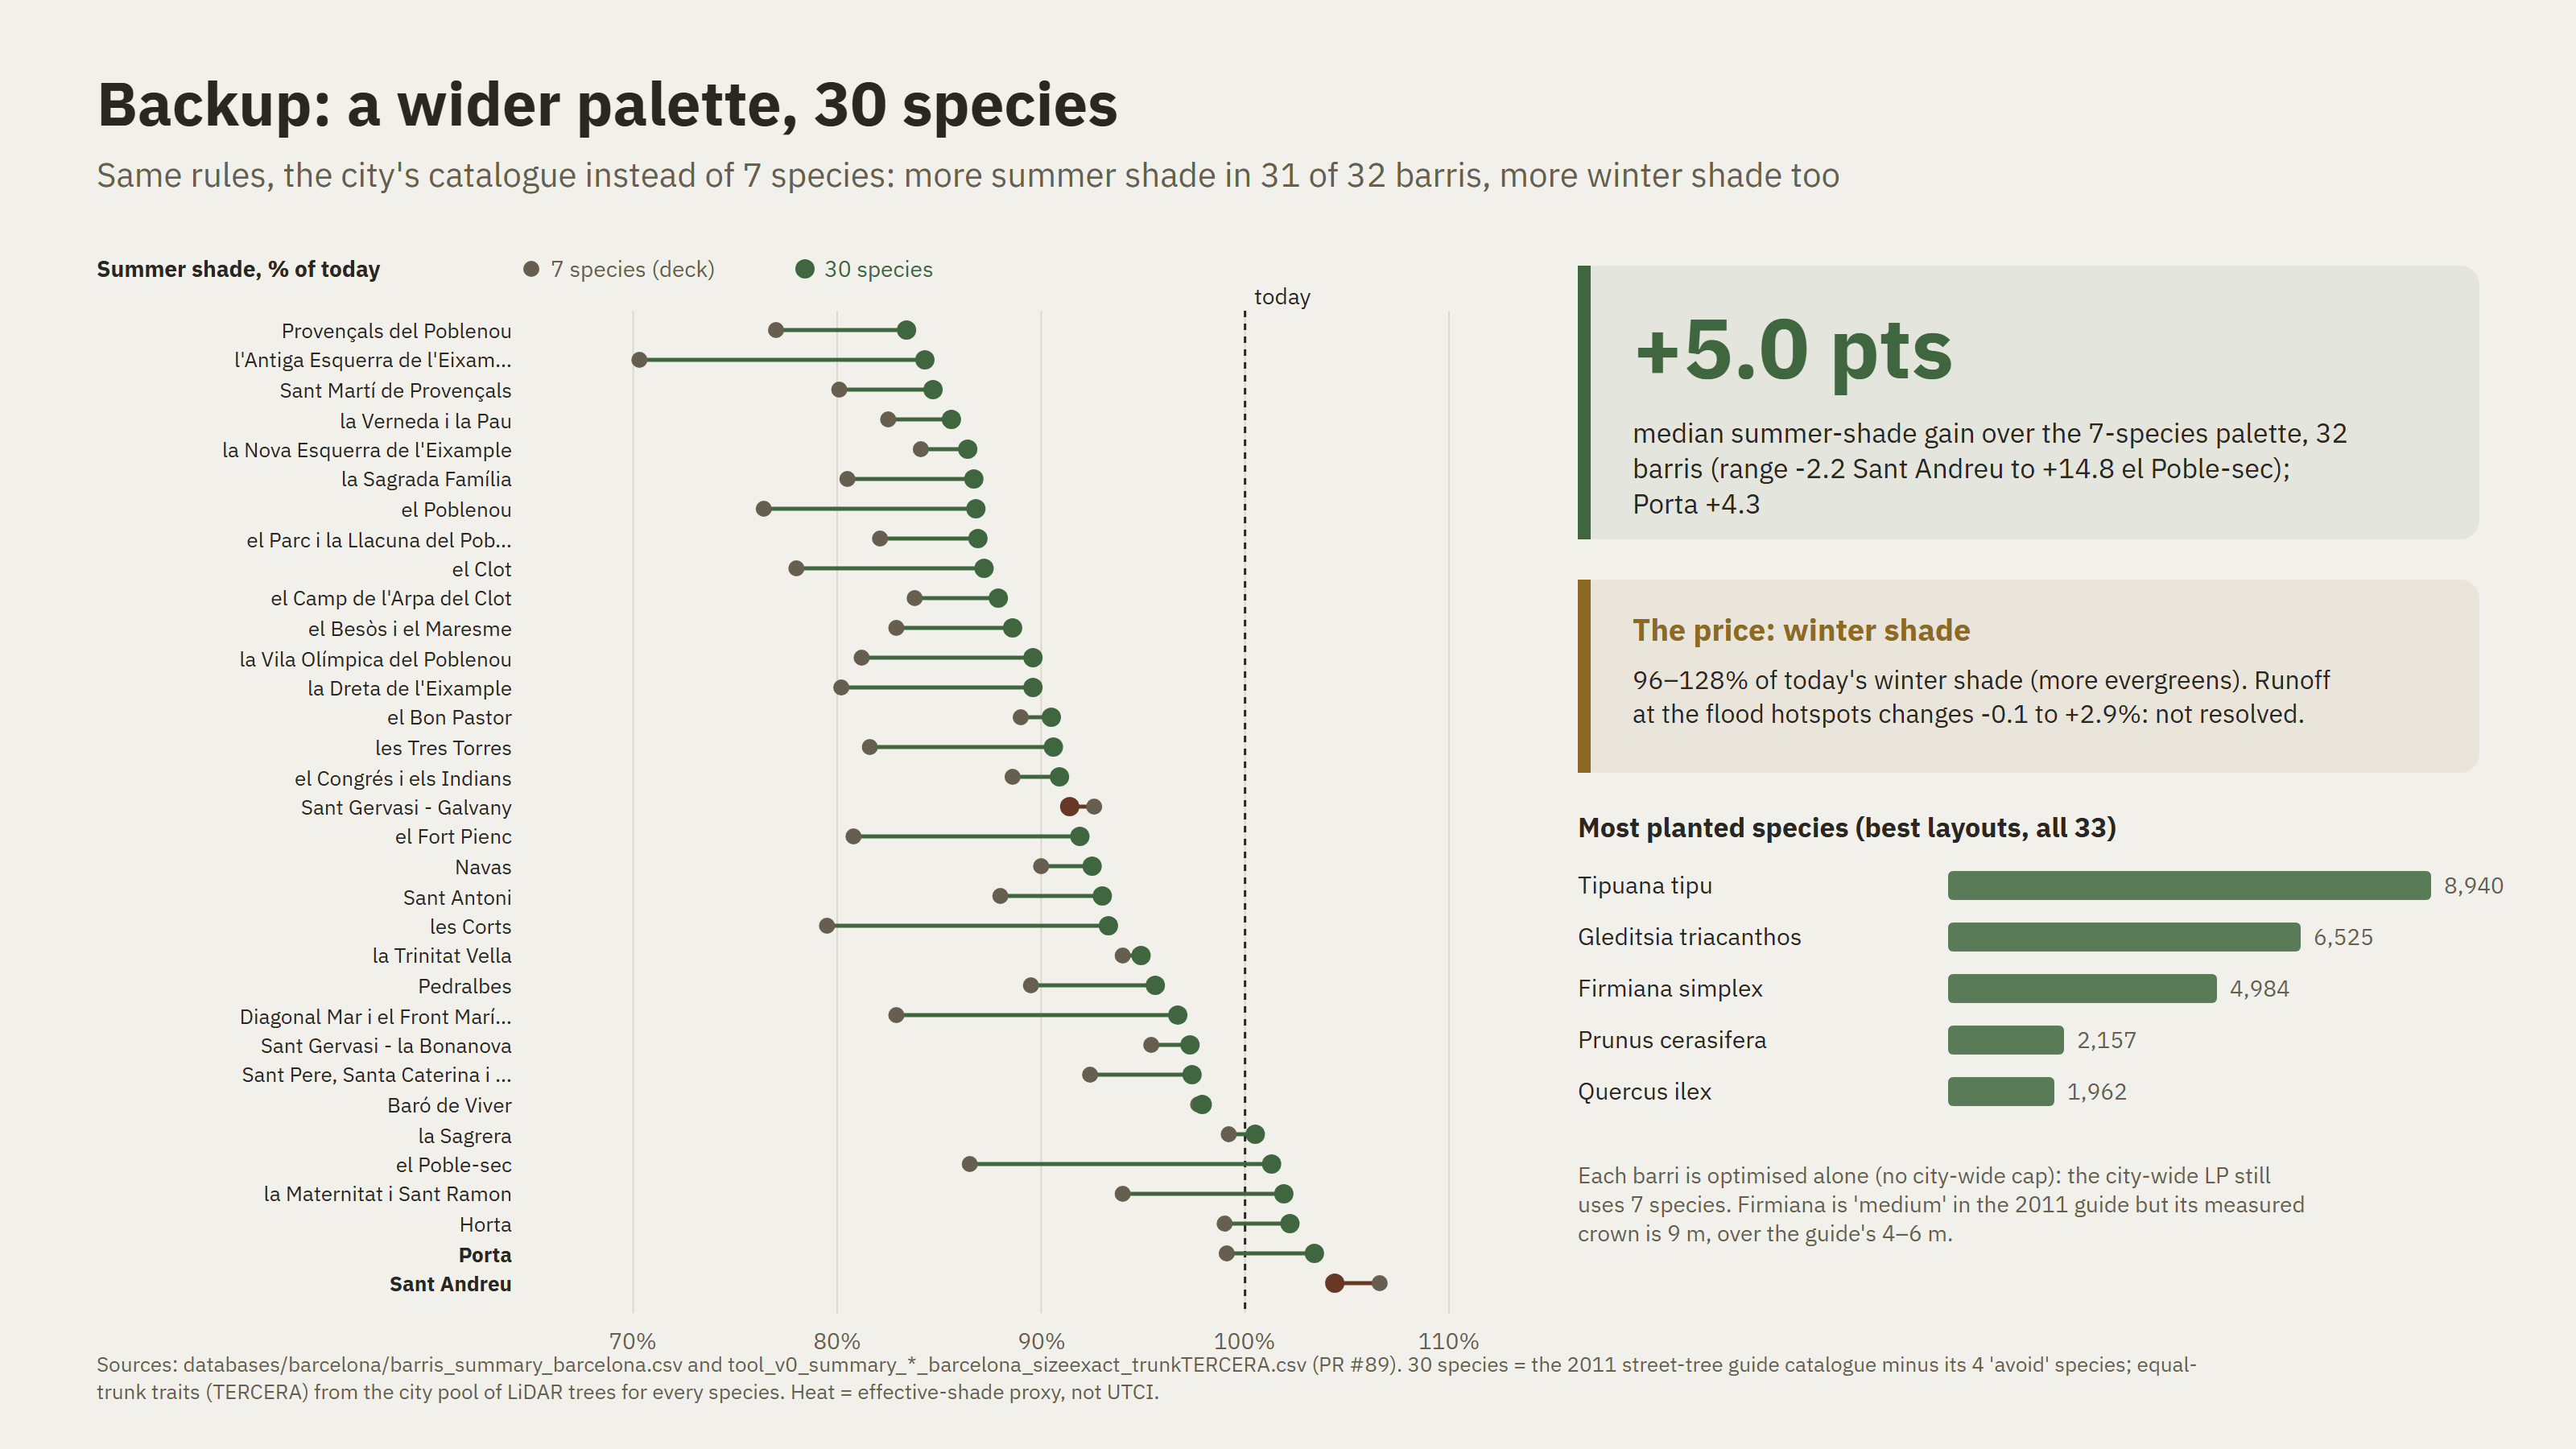 Backup: a wider palette, 30 species
Same rules, the city's catalogue instead of 7 species: more summer shade in 31 of 32 barris, more winter shade too
Summer shade, % of today
7 species (deck)
30 species
today
Provençals del Poblenou
l'Antiga Esquerra de l'Eixam...
Sant Martí de Provençals
la Verneda i la Pau
la Nova Esquerra de l'Eixample
la Sagrada Família
el Poblenou
el Parc i la Llacuna del Pob...
el Clot
el Camp de l'Arpa del Clot
el Besòs i el Maresme
la Vila Olímpica del Poblenou
la Dreta de l'Eixample
el Bon Pastor
les Tres Torres
el Congrés i els Indians
Sant Gervasi - Galvany
el Fort Pienc
Navas
Sant Antoni
les Corts
la Trinitat Vella
Pedralbes
Diagonal Mar i el Front Marí...
Sant Gervasi - la Bonanova
Sant Pere, Santa Caterina i ...
Baró de Viver
la Sagrera
el Poble-sec
la Maternitat i Sant Ramon
Horta
Porta
Sant Andreu
70%
80%
90%
100%
110%
+5.0 pts
median summer-shade gain over the 7-species palette, 32
barris (range -2.2 Sant Andreu to +14.8 el Poble-sec);
Porta +4.3
The price: winter shade
96–128% of today's winter shade (more evergreens). Runoff
at the flood hotspots changes -0.1 to +2.9%: not resolved.
Most planted species (best layouts, all 33)
Tipuana tipu 8,940
Gleditsia triacanthos 6,525
Firmiana simplex 4,984
Prunus cerasifera 2,157
Quercus ilex 1,962
Each barri is optimised alone (no city-wide cap): the city-wide LP still
uses 7 species. Firmiana is 'medium' in the 2011 guide but its measured
crown is 9 m, over the guide's 4–6 m.
Sources: databases/barcelona/barris_summary_barcelona.csv and tool_v0_summary_*_barcelona_sizeexact_trunkTERCERA.csv (PR #89). 30 species = the 2011 street-tree guide catalogue minus its 4 'avoid' species; equal-
trunk traits (TERCERA) from the city pool of LiDAR trees for every species. Heat = effective-shade proxy, not UTCI.